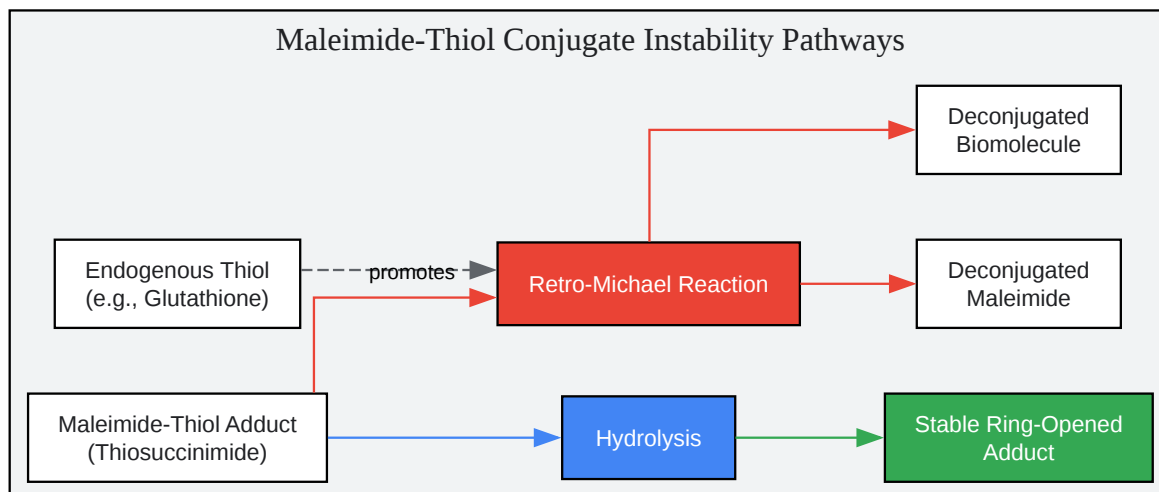 Maleimide-Thiol Conjugate Instability Pathways
Deconjugated
Biomolecule
Endogenous Thiol
(e.g., Glutathione)
promotes
Retro-Michael Reaction
Deconjugated
Maleimide
Maleimide-Thiol Adduct
(Thiosuccinimide)
Hydrolysis
Stable Ring-Opened
Adduct